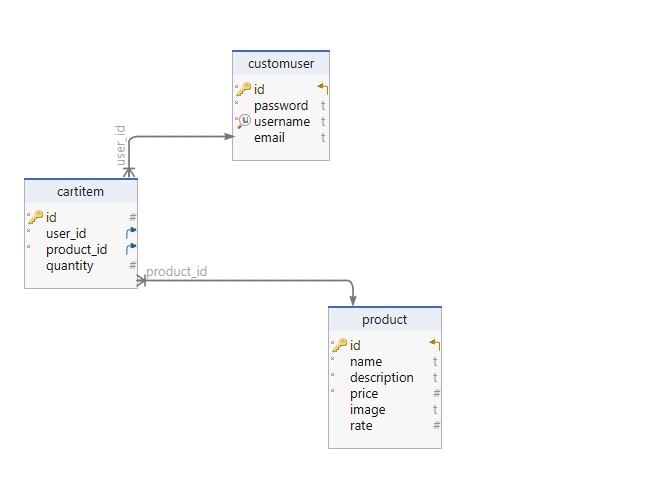 customuser
* id
* password t
* username t
email t
user_id
cartitem
* id #
* user_id
* product_id
quantity #
product_id
product
* id
* name t
* description t
* price #
image t
rate #